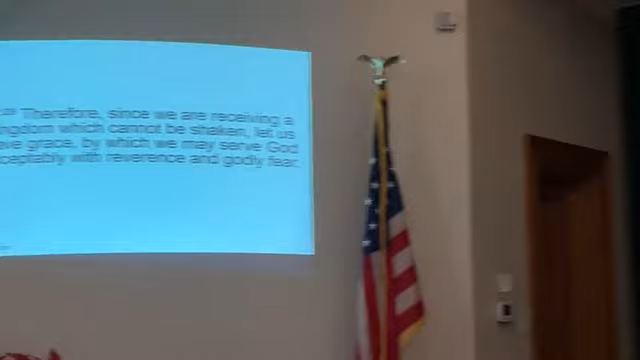 Therefore, since we are receiving a
ngdom which cannot be shaken, let us
ave grace, by which we may serve God
ceptably with reverence and godly fear.